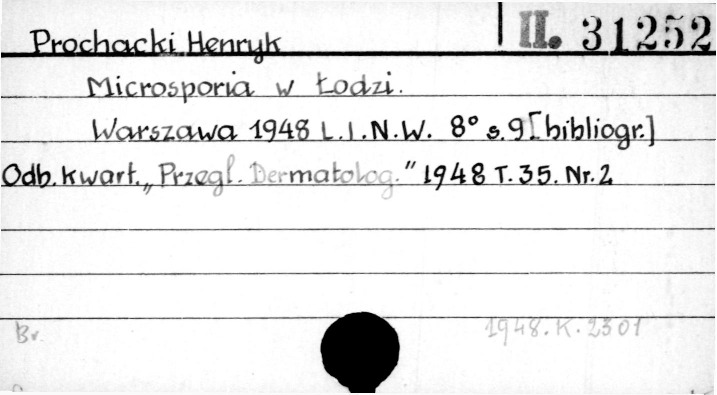 Prochacki Henryk II. 31252
Microsporia w Łodzi.
Warszawa 1948 L.I.N.W. 8° s.9 [bibliogr.]
Odb. kwart. „Przegl. Dermatolog.” 1948 T.35. Nr.2
Br. 1948.K.2301